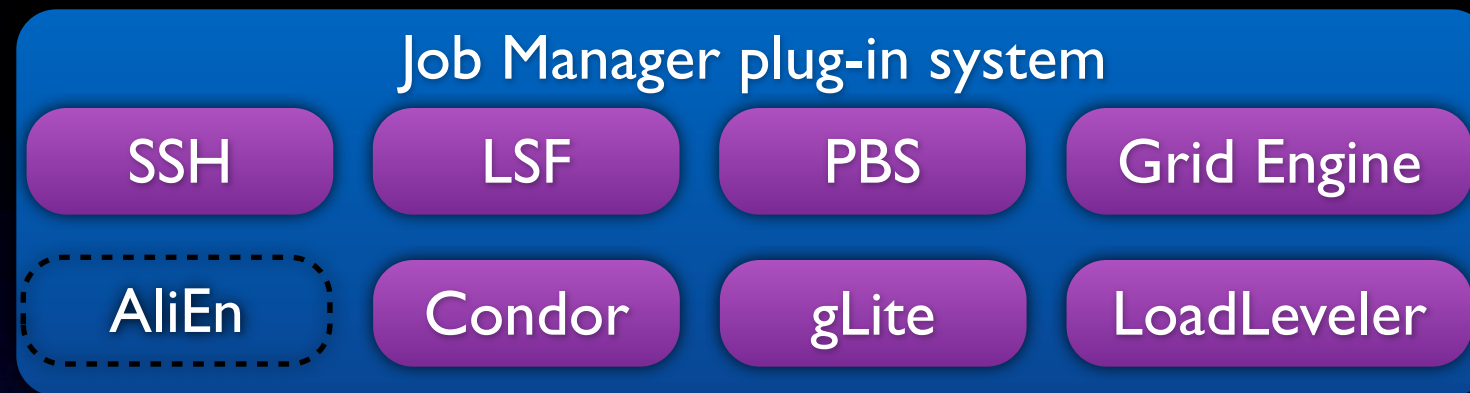 Job Manager plug-in system
SSH LSF PBS Grid Engine
AliEn Condor gLite LoadLeveler